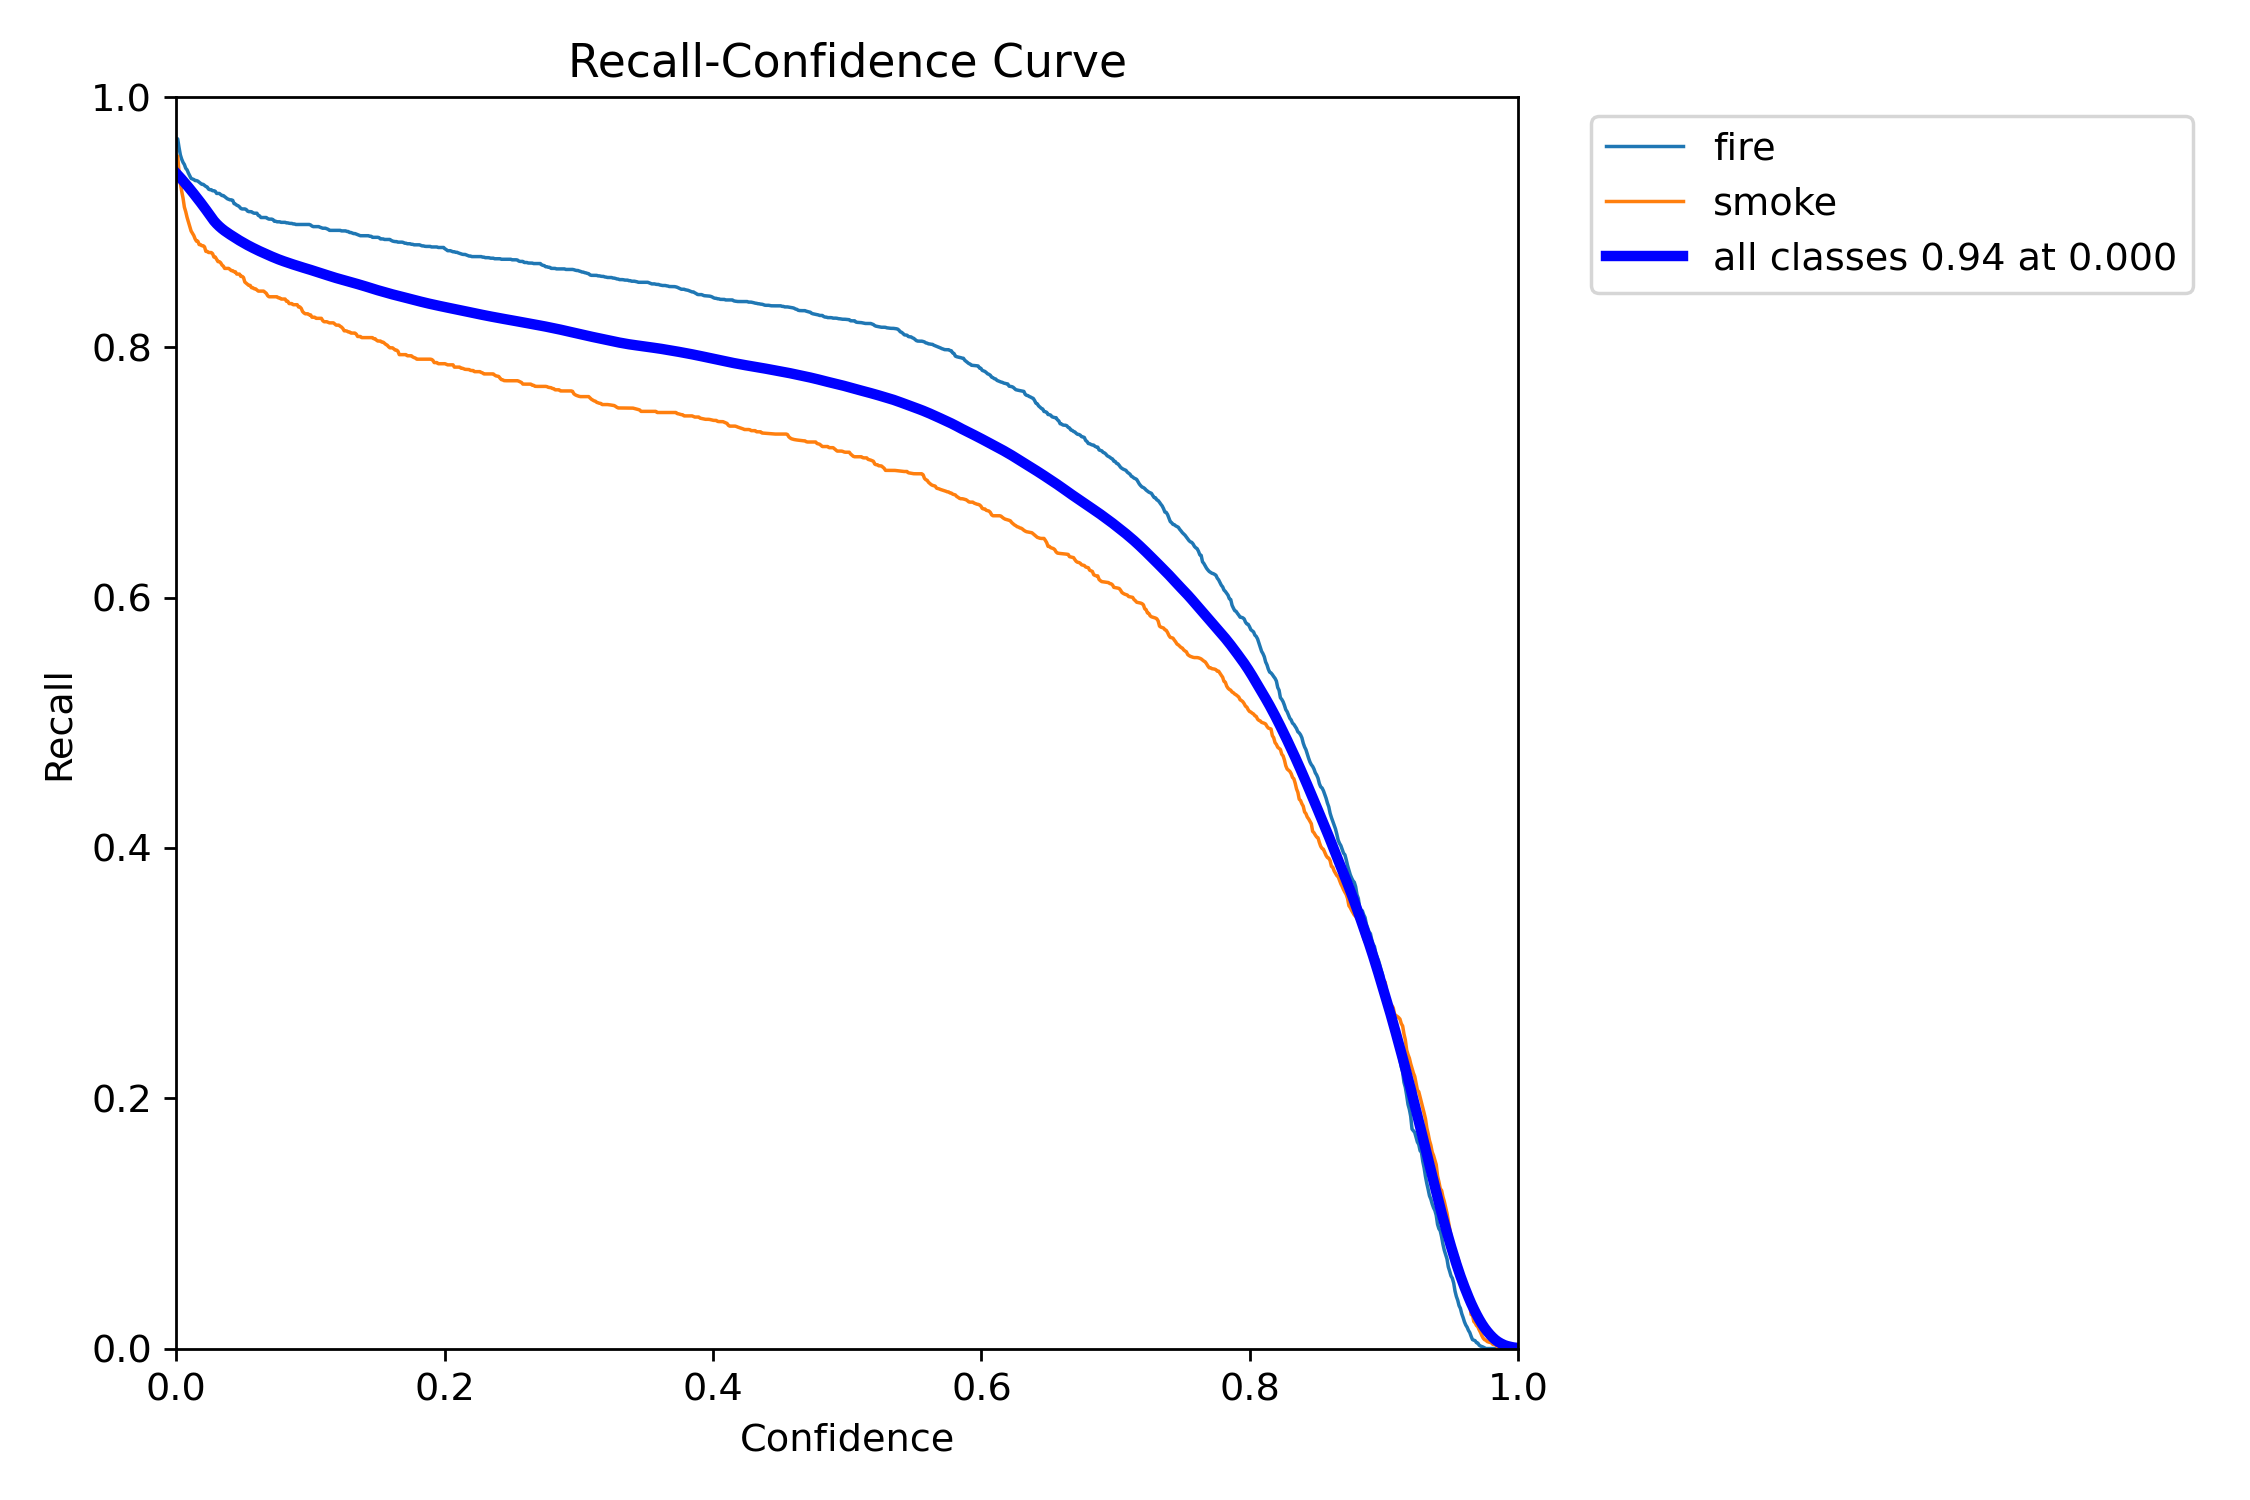 Recall-Confidence Curve
1.0
0.8
0.6
0.4
0.2
0.0
Recall
0.0 0.2 0.4 0.6 0.8 1.0
Confidence
fire
smoke
all classes 0.94 at 0.000